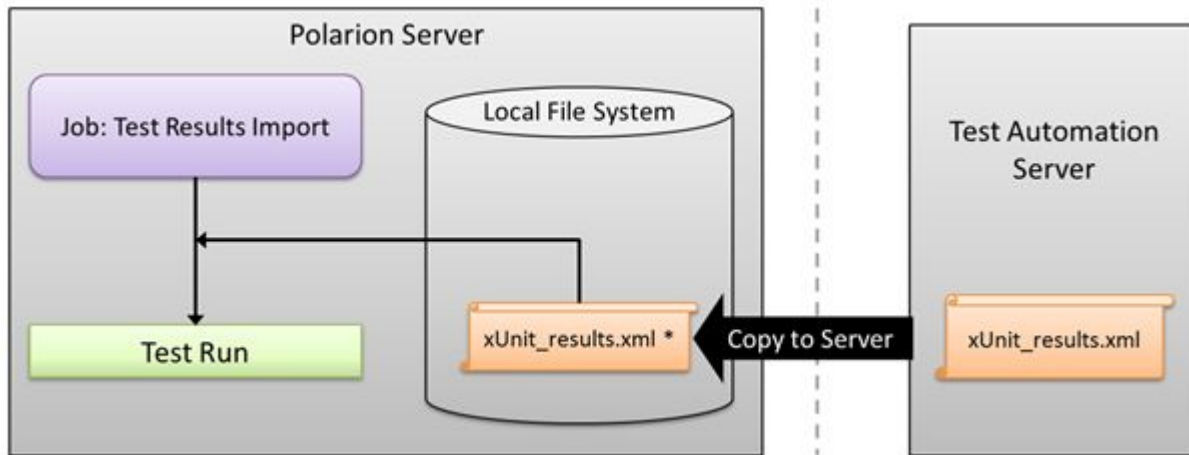 Polarion Server
Job: Test Results Import
Local File System
Test Automation
Server
xUnit_results.xml *
Copy to Server
xUnit_results.xml
Test Run